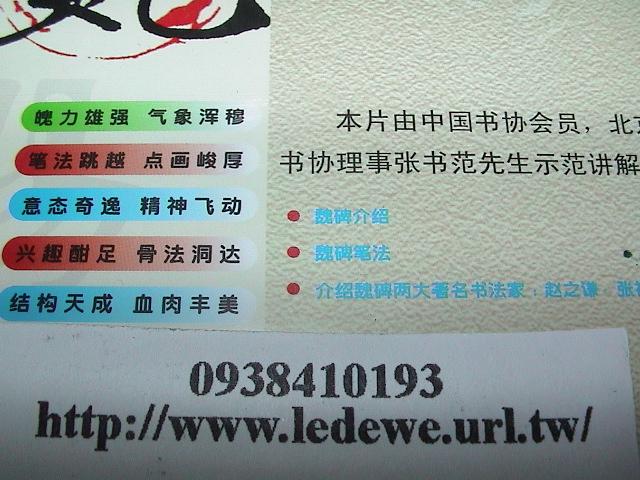 魄力雄强 气象浑穆
笔法跳越 点画峻厚
意态奇逸 精神飞动
兴趣酣足 骨法洞达
结构天成 血肉丰美
本片由中国书协会员，北京
书协理事张书范先生示范讲解
魏碑介绍
魏碑笔法
介绍魏碑两大著名书法家，赵之谦 张裕
0938410193
http://www.ledewe.url.tw/